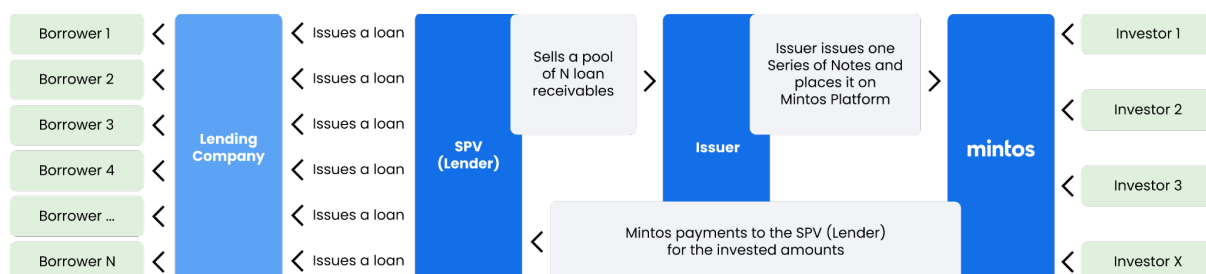 Borrower 1
Borrower 2
Borrower 3
Borrower 4
Borrower ...
Borrower N
Lending
Company
Issues a loan
Issues a loan
Issues a loan
Issues a loan
Issues a loan
Issues a loan
SPV
(Lender)
Sells a pool
of N loan
receivables
Issuer
Issuer issues one
Series of Notes and
places it on
Mintos Platform
Mintos payments to the SPV (Lender)
for the invested amounts
mintos
Investor 1
Investor 2
Investor 3
Investor X